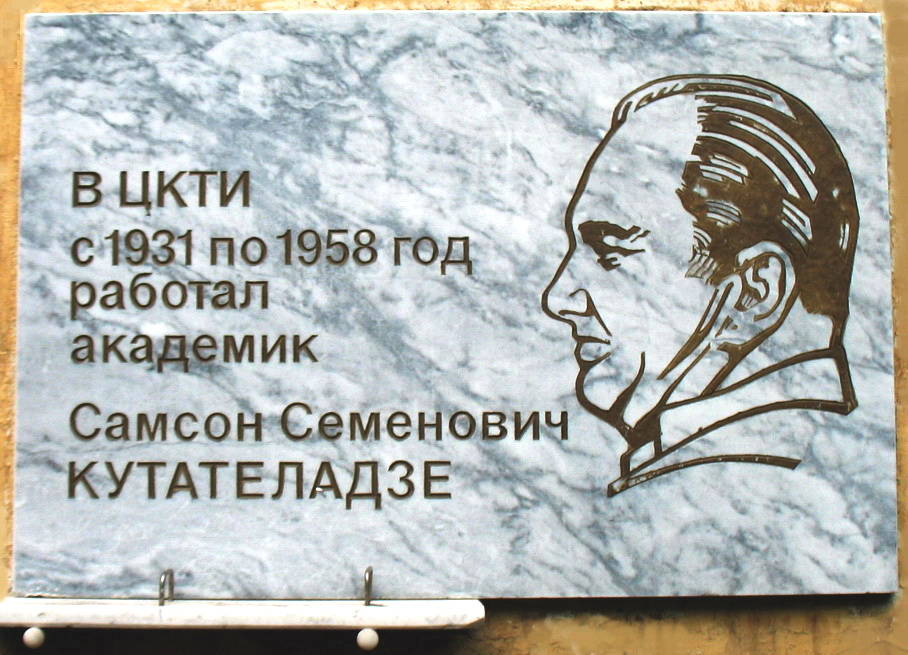 В ЦКТИ
с 1931 по 1958 год
работал
академик
Самсон Семенович
КУТАТЕЛАДЗЕ